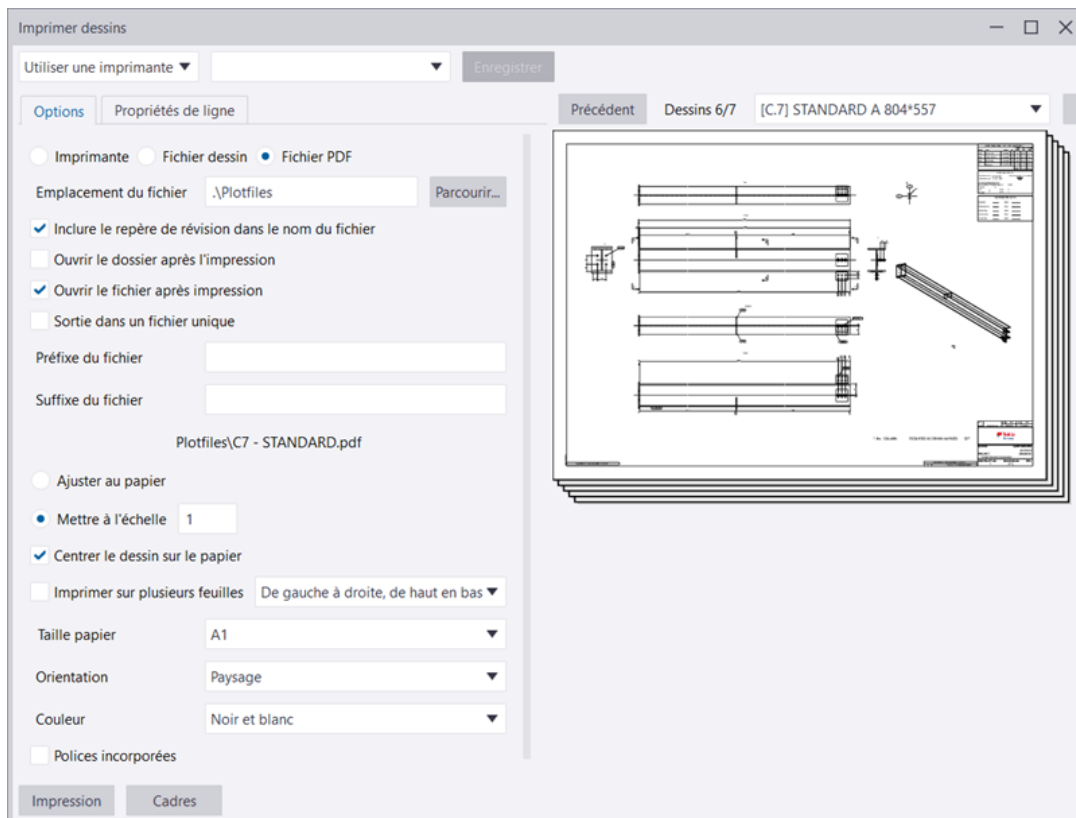 Imprimer dessins
Utiliser une imprimante
Enregistrer
Options
Propriétés de ligne
Précédent
Dessins 6/7
[C.7] STANDARD A 804*557
Imprimante
Fichier dessin
Fichier PDF
Emplacement du fichier
.\Plotfiles
Parcourir...
Inclure le repère de révision dans le nom du fichier
Ouvrir le dossier après l'impression
Ouvrir le fichier après impression
Sortie dans un fichier unique
Préfixe du fichier
Suffixe du fichier
Plotfiles\C7 - STANDARD.pdf
Ajuster au papier
Mettre à l'échelle
1
Centrer le dessin sur le papier
Imprimer sur plusieurs feuilles
De gauche à droite, de haut en bas
Taille papier
A1
Orientation
Paysage
Couleur
Noir et blanc
Polices incorporées
Impression
Cadres